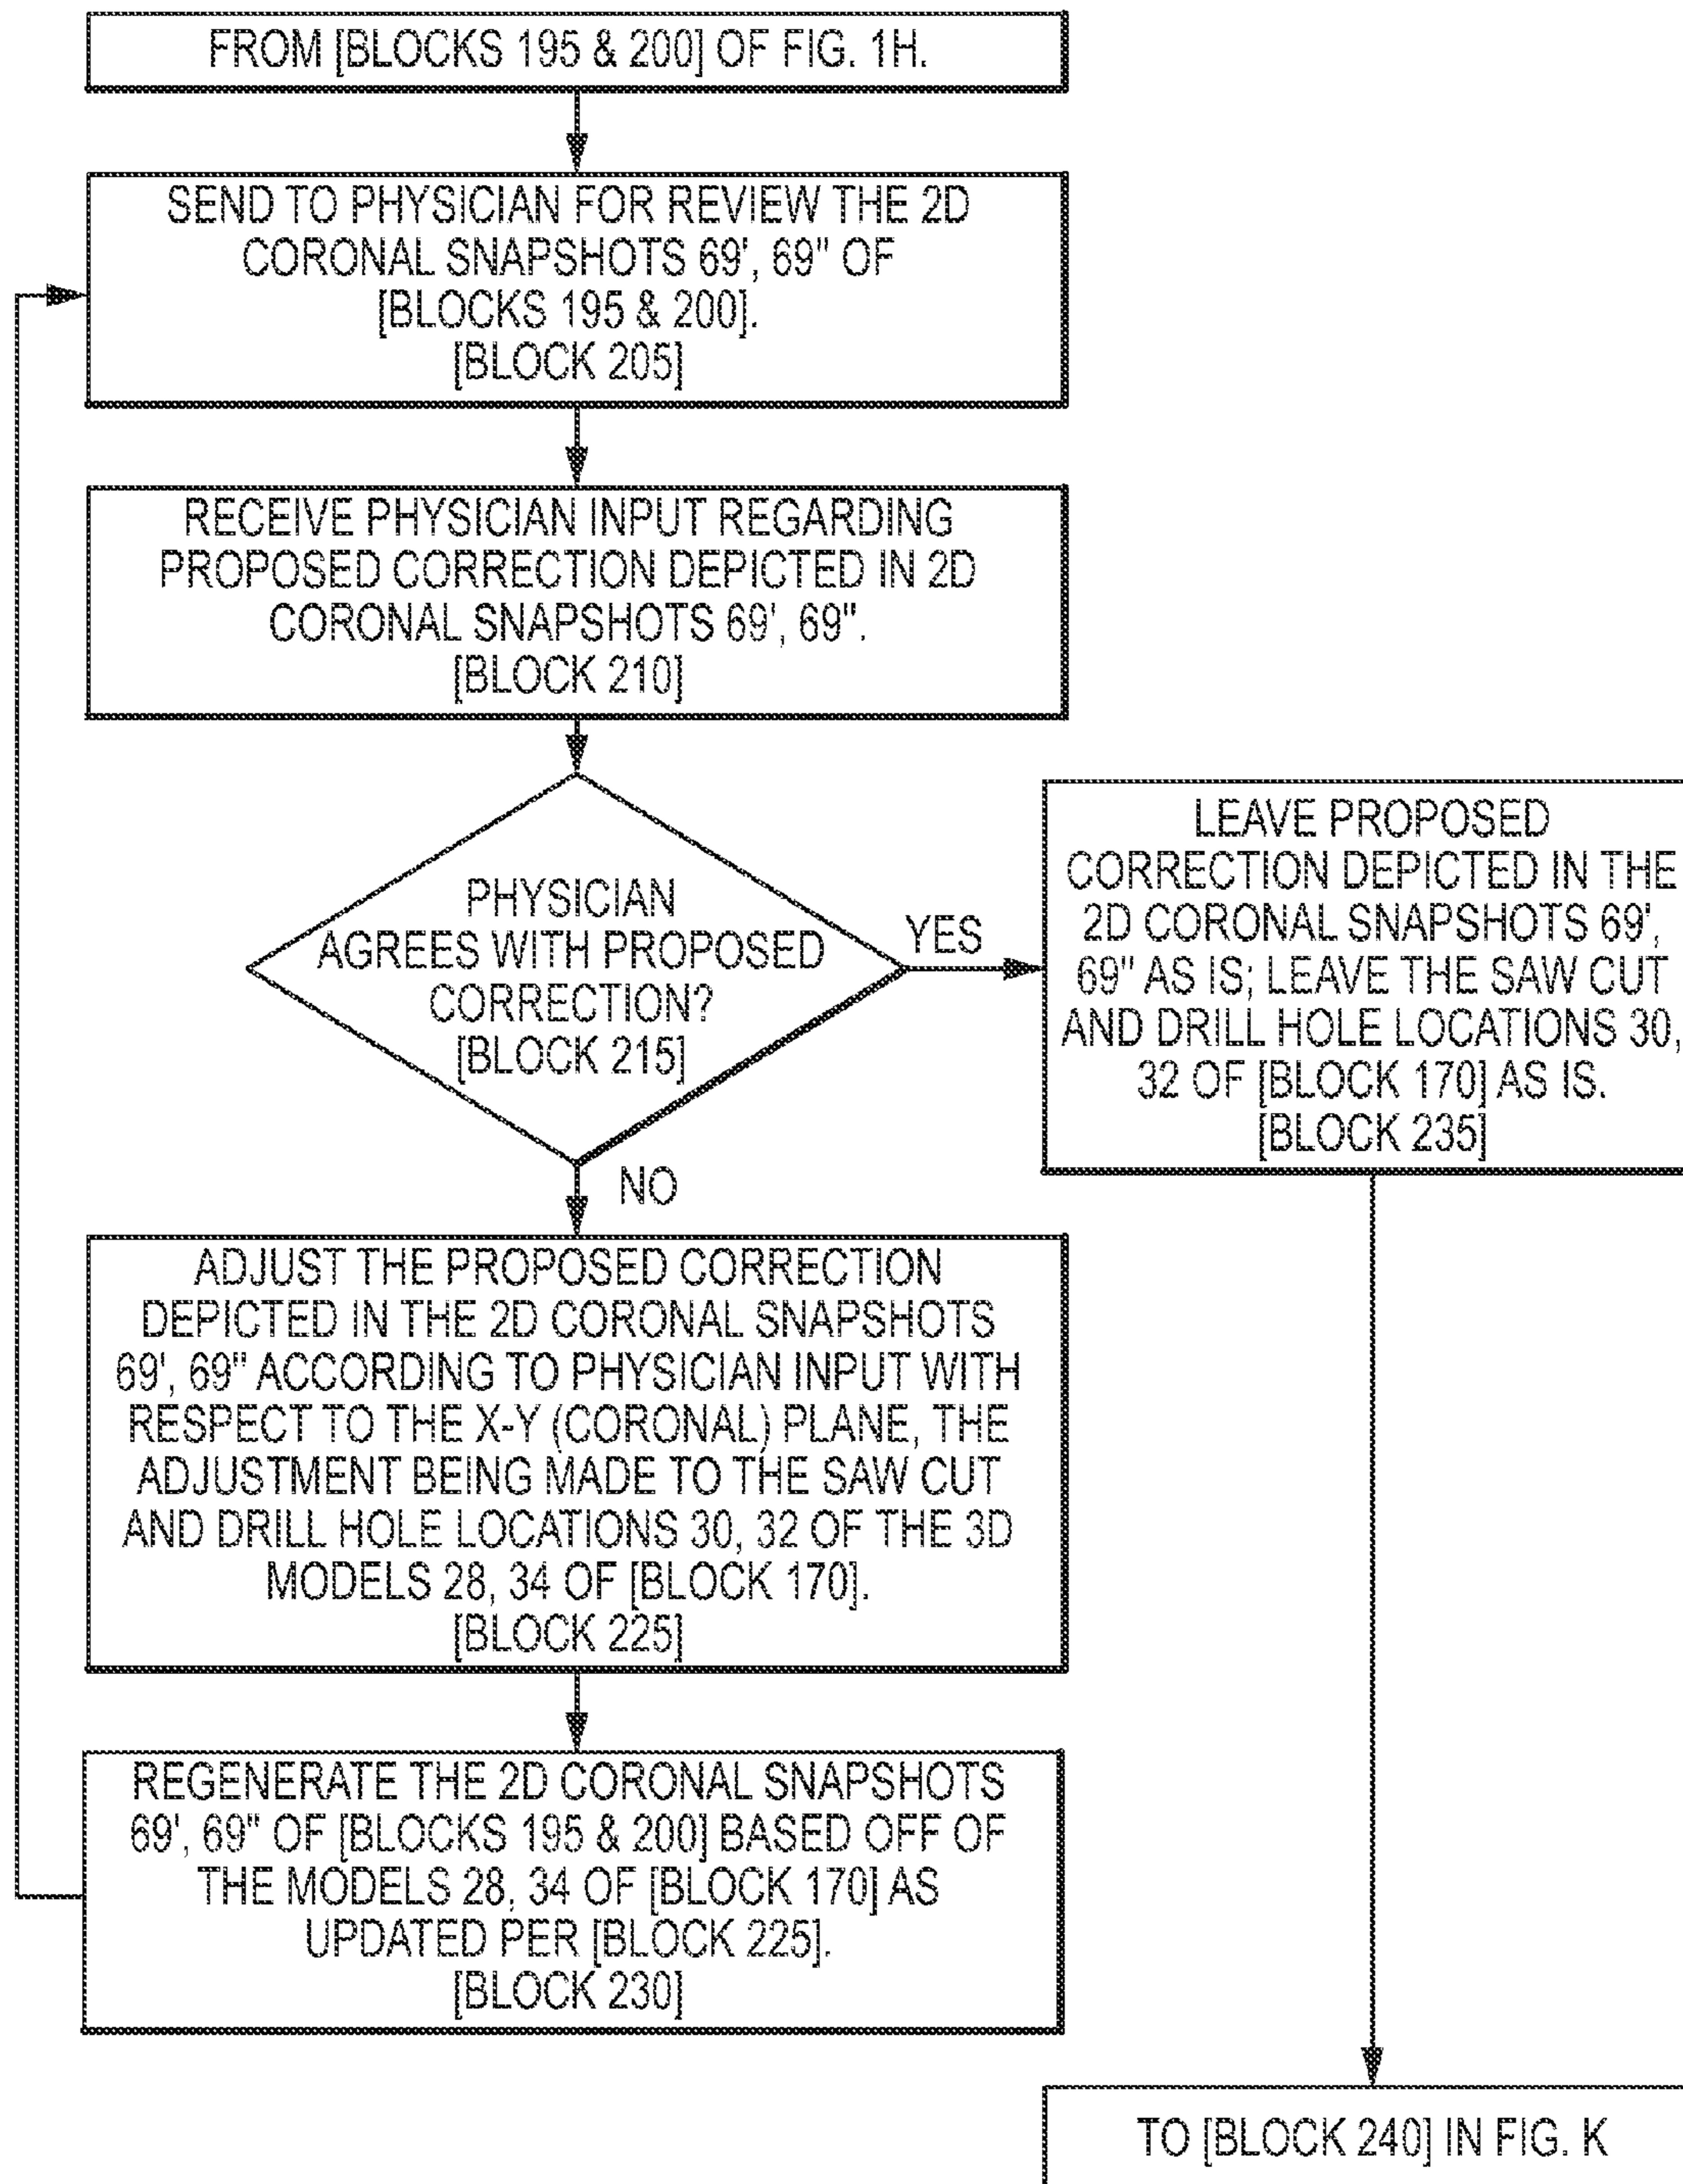 FROM [BLOCKS 195 & 200] OF FIG. 1H.
SEND TO PHYSICIAN FOR REVIEW THE 2D
CORONAL SNAPSHOTS 69', 69" OF
[BLOCKS 195 & 200].
[BLOCK 205]
RECEIVE PHYSICIAN INPUT REGARDING
PROPOSED CORRECTION DEPICTED IN 2D
CORONAL SNAPSHOTS 69', 69".
[BLOCK 210]
PHYSICIAN
AGREES WITH PROPOSED
CORRECTION?
[BLOCK 215]
YES
LEAVE PROPOSED
CORRECTION DEPICTED IN THE
2D CORONAL SNAPSHOTS 69',
69" AS IS; LEAVE THE SAW CUT
AND DRILL HOLE LOCATIONS 30,
32 OF [BLOCK 170] AS IS.
[BLOCK 235]
NO
ADJUST THE PROPOSED CORRECTION
DEPICTED IN THE 2D CORONAL SNAPSHOTS
69', 69" ACCORDING TO PHYSICIAN INPUT WITH
RESPECT TO THE X-Y (CORONAL) PLANE, THE
ADJUSTMENT BEING MADE TO THE SAW CUT
AND DRILL HOLE LOCATIONS 30, 32 OF THE 3D
MODELS 28, 34 OF [BLOCK 170].
[BLOCK 225]
REGENERATE THE 2D CORONAL SNAPSHOTS
69', 69" OF [BLOCKS 195 & 200] BASED OFF OF
THE MODELS 28, 34 OF [BLOCK 170] AS
UPDATED PER [BLOCK 225].
[BLOCK 230]
TO [BLOCK 240] IN FIG. K